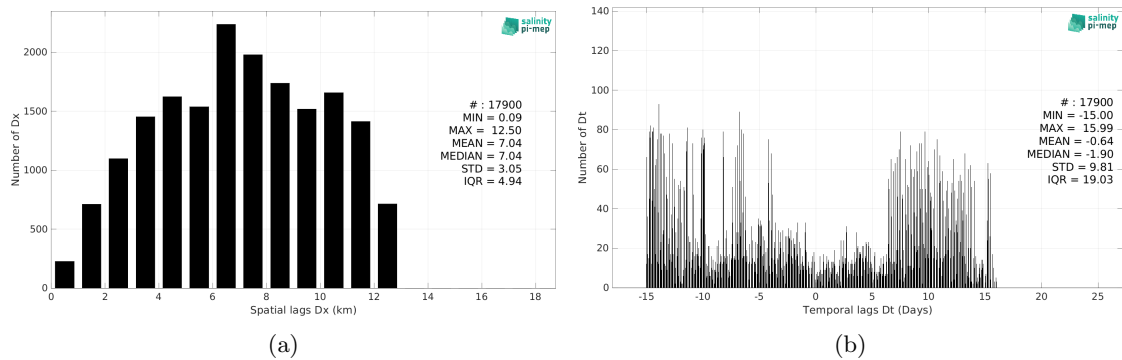 salinity
pi-mep
2000
1500
1000
500
0
Number of Dx
# : 17900
MIN = 0.09
MAX = 12.50
MEAN = 7.04
MEDIAN = 7.04
STD = 3.05
IQR = 4.94
0 2 4 6 8 10 12 14 16 18
Spatial lags Dx (km)
(a)
salinity
pi-mep
140
120
100
80
60
40
20
0
Number of Dt
# : 17900
MIN = -15.00
MAX = 15.99
MEAN = -0.64
MEDIAN = -1.90
STD = 9.81
IQR = 19.03
-15 -10 -5 0 5 10 15 20 25
Temporal lags Dt (Days)
(b)